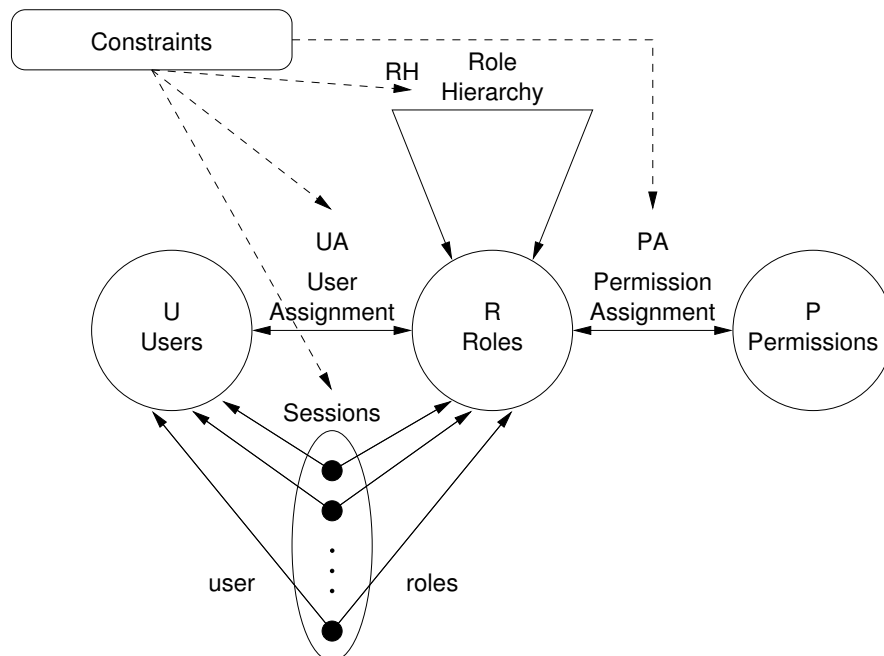 Constraints
RH
Role
Hierarchy
UA
User
Assignment
PA
Permission
Assignment
U
Users
R
Roles
P
Permissions
Sessions
user
roles